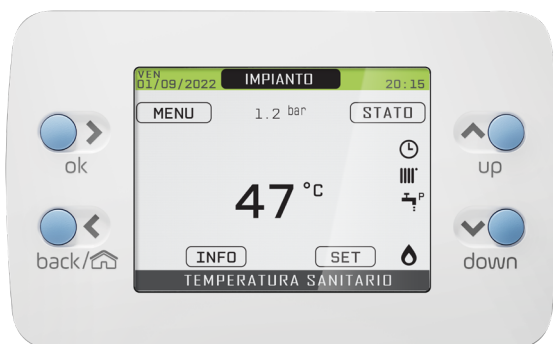 VEN
01/09/2022 IMPIANTO 20:15
MENU 1.2 bar STATO
ok
up
47 °C
P
back/
INFO SET
down
TEMPERATURA SANITARIO